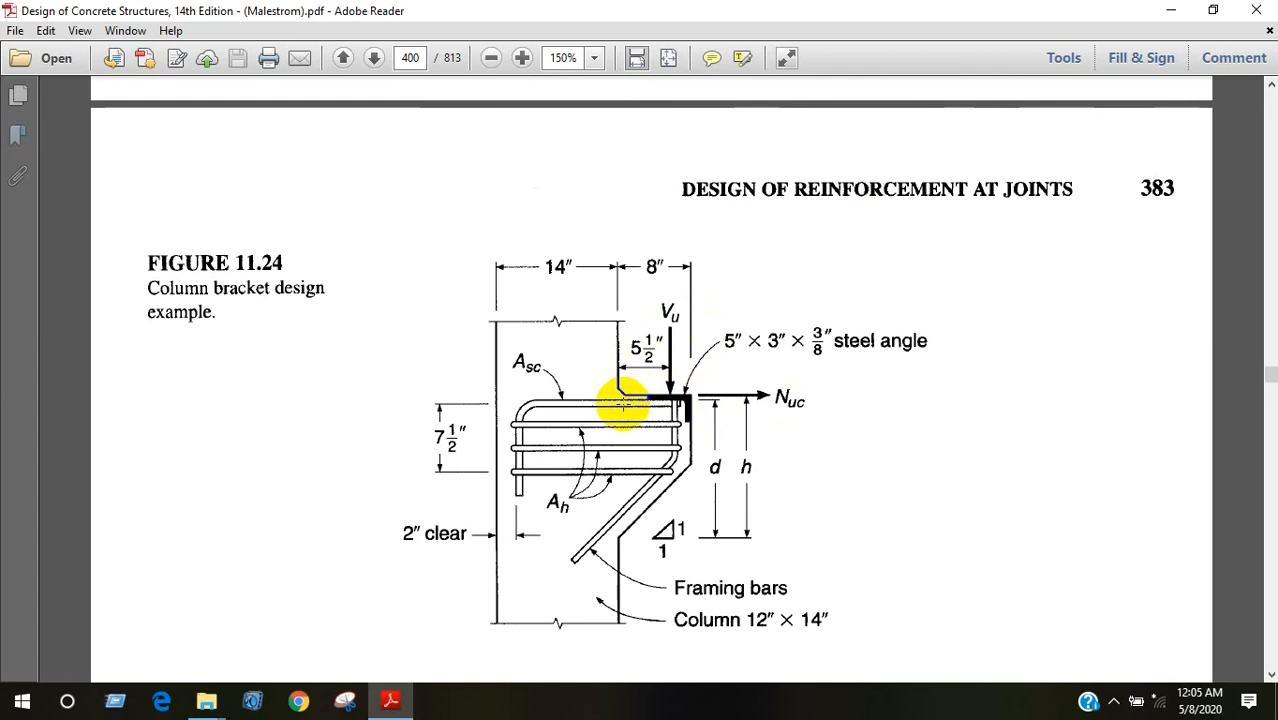 Design of Concrete Structures, 14th Edition - (Malestrom).pdf - Adobe Reader
File Edit View Window Help
Open 400 / 813 150% Tools Fill & Sign Comment
DESIGN OF REINFORCEMENT AT JOINTS 383
FIGURE 11.24
Column bracket design
example.
14″ 8″
Vu
5 1/2″
5″ × 3″ × 3/8″ steel angle
Asc
Nuc
7 1/2″
d h
Ah
2″ clear
1
1
Framing bars
Column 12″ × 14″
12:05 AM
5/8/2020